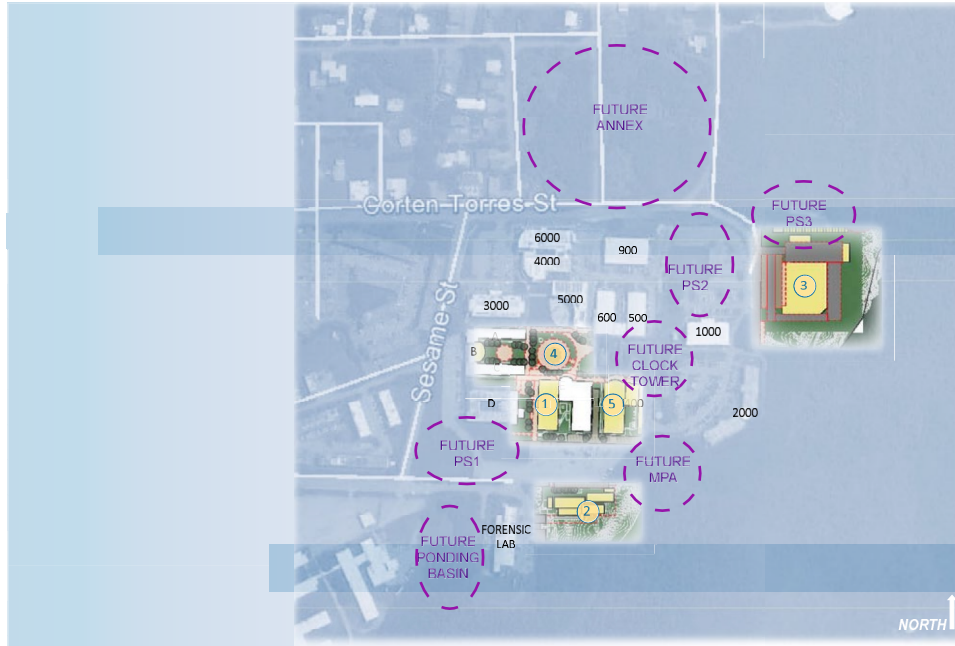 FUTURE
ANNEX
Corten Torres St
FUTURE
PS3
6000
900
4000
FUTURE
PS2
3
3000
5000
600
500
1000
A
B
C
4
FUTURE
CLOCK
TOWER
Sesame St
D
1
5
100
2000
FUTURE
PS1
FUTURE
MPA
2
FORENSIC
LAB
FUTURE
PONDING
BASIN
NORTH